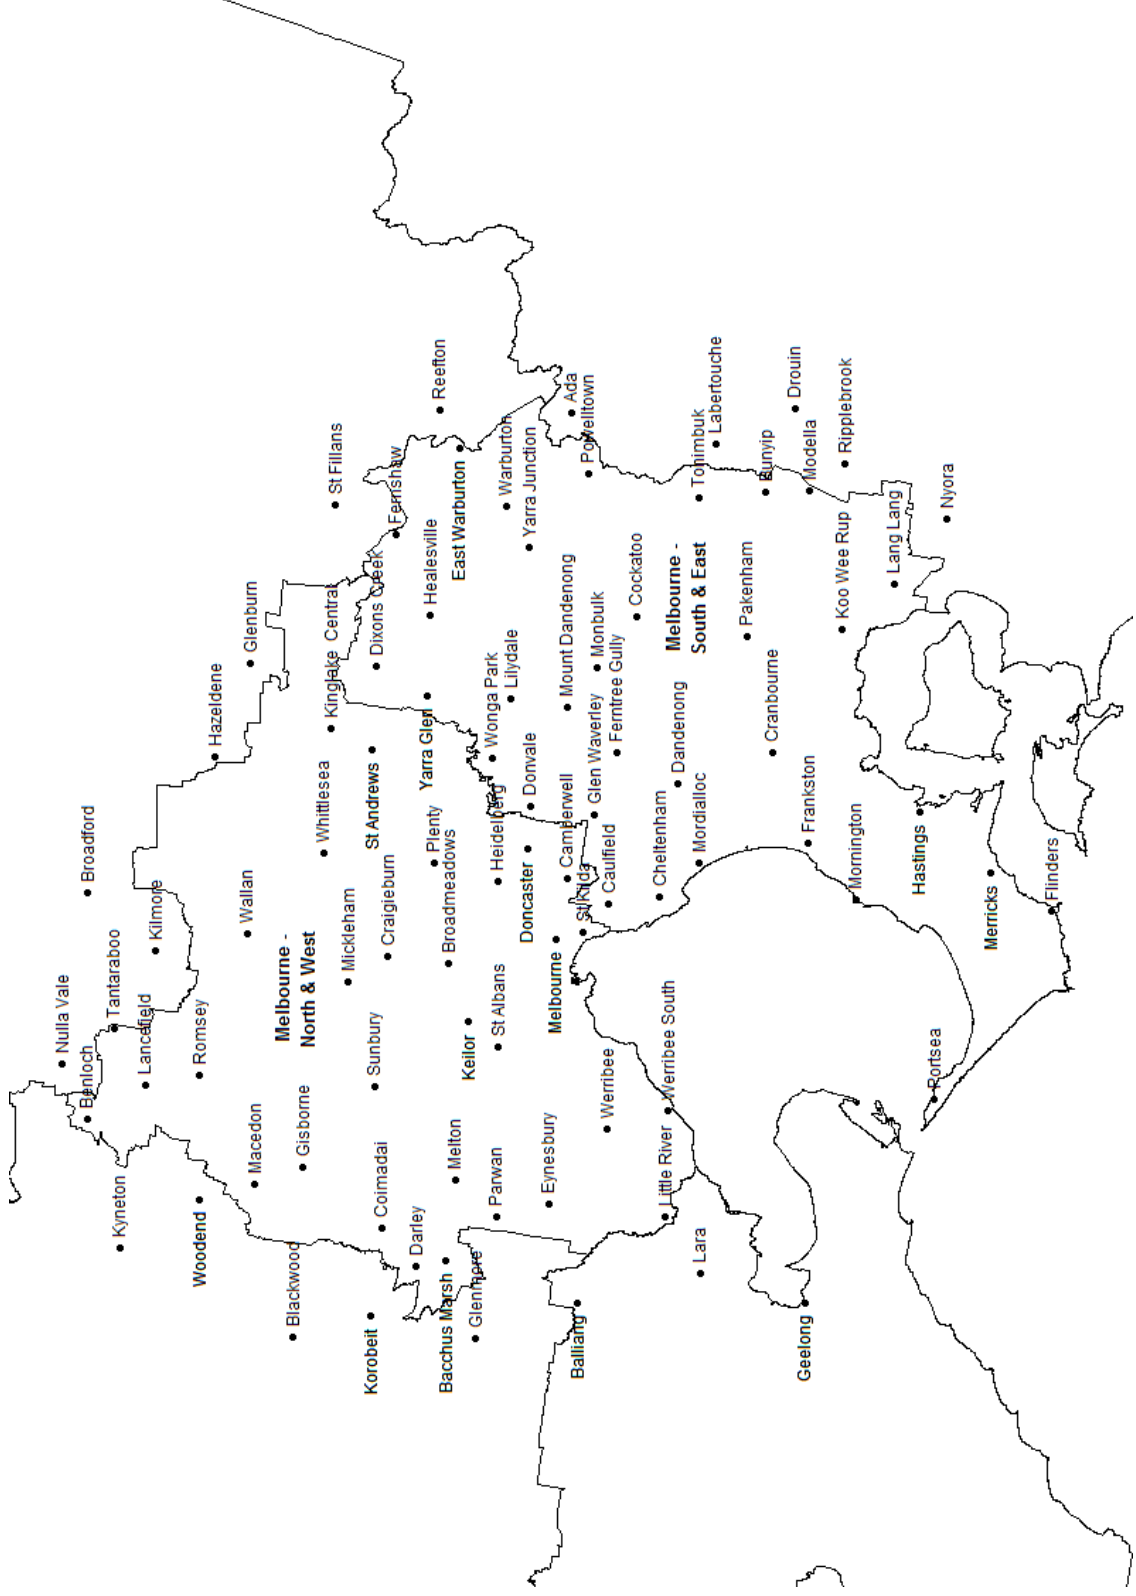 Nulla Vale
Benloch
Broadford
Tantaraboo
Kyneton
Lancefield
Kilmore
Romsey
Woodend
Hazeldene
Wallan
Glenburn
Macedon
Melbourne -
North & West
Blackwood
Gisborne
Whittlesea
Kinglake Central
St Fillans
Mickleham
Korobeit
Sunbury
St Andrews
Dixons Creek
Coimadai
Craigieburn
Fernshaw
Darley
Plenty
Yarra Glen
Healesville
Reefton
Bacchus Marsh
Broadmeadows
Melton
East Warburton
Keilor
Glenmore
Parwan
St Albans
Heidelberg
Wonga Park
Warburton
Lilydale
Doncaster
Donvale
Yarra Junction
Eynesbury
Melbourne
Camberwell
Mount Dandenong
Ada
Balliang
St Kilda
Powelltown
Glen Waverley
Monbulk
Werribee
Caulfield
Ferntree Gully
Cockatoo
Cheltenham
Little River
Werribee South
Melbourne -
South & East
Dandenong
Lara
Mordialloc
Tonimbuk
Labertouche
Pakenham
Bunyip
Cranbourne
Drouin
Geelong
Frankston
Modella
Koo Wee Rup
Ripplebrook
Mornington
Lang Lang
Hastings
Portsea
Nyora
Merricks
Flinders